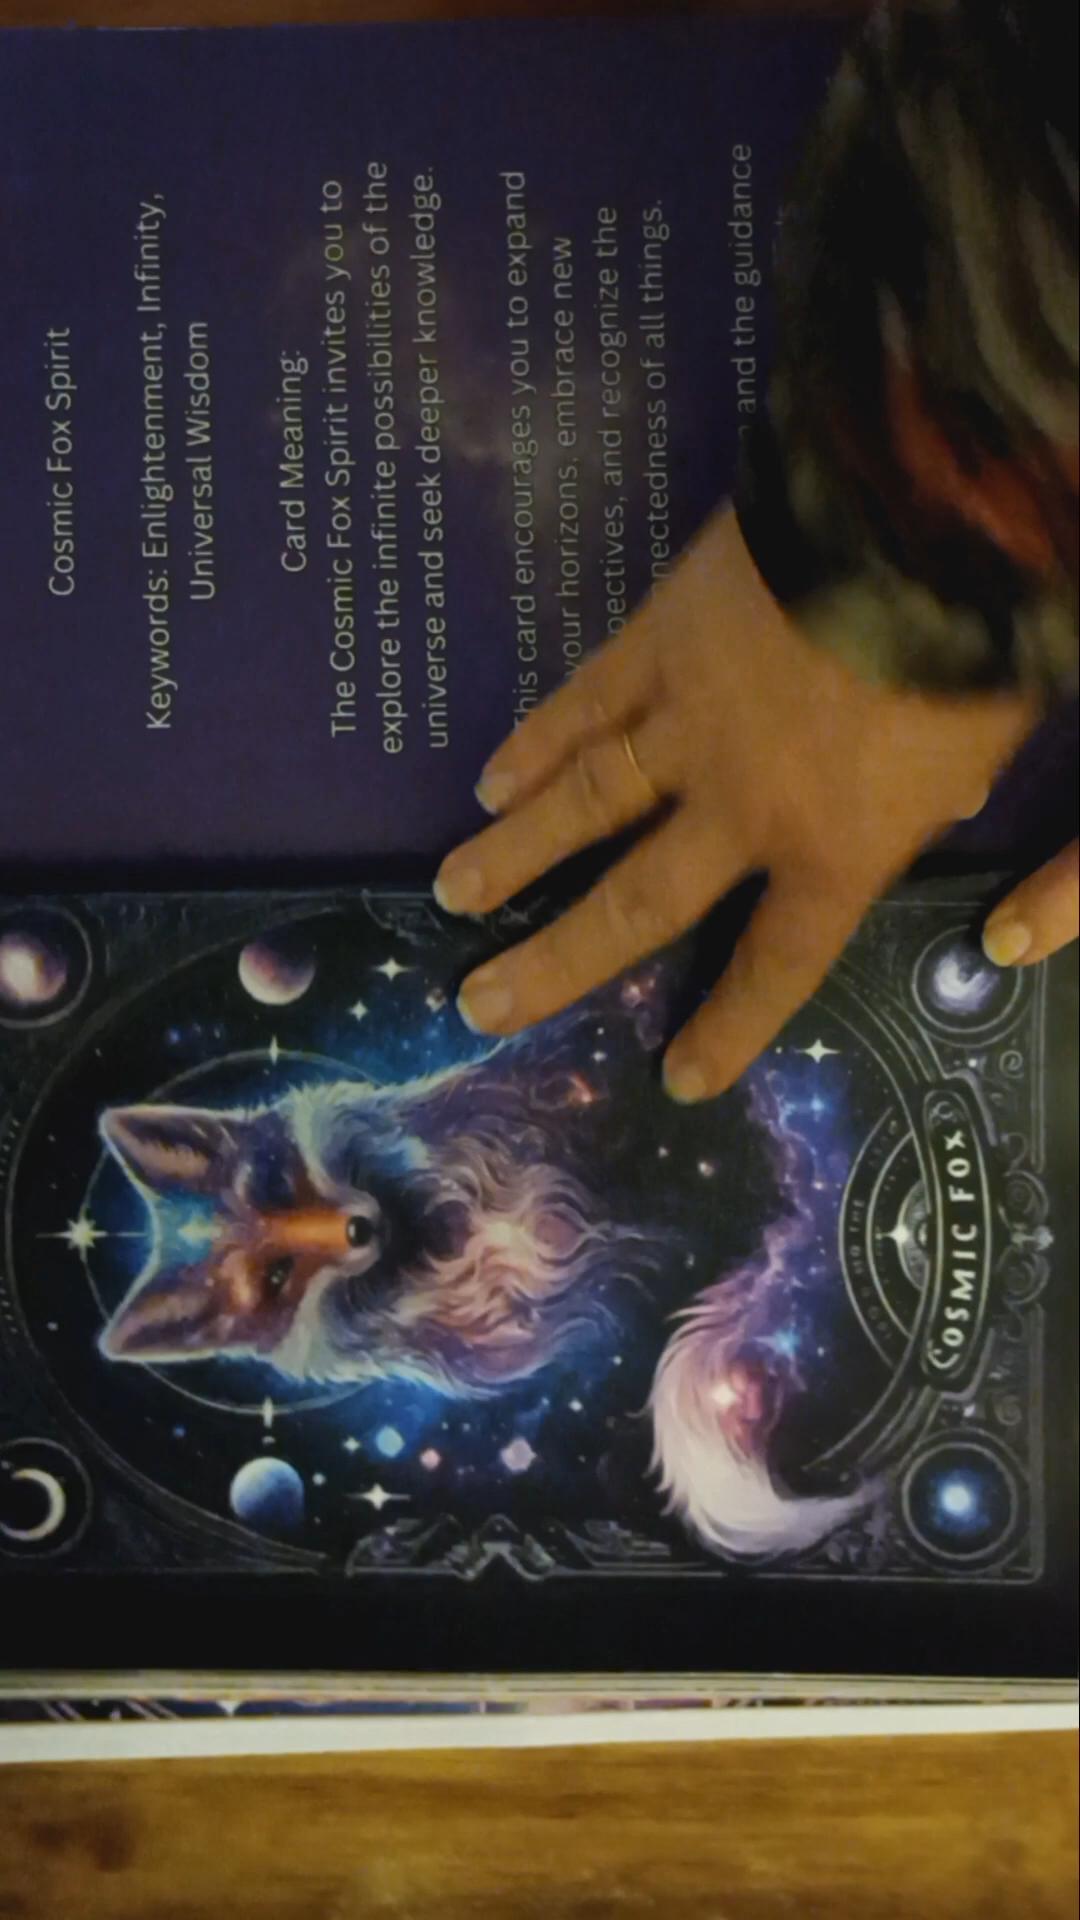 Cosmic Fox Spirit
Keywords: Enlightenment, Infinity,
Universal Wisdom
Card Meaning:
The Cosmic Fox Spirit invites you to
explore the infinite possibilities of the
universe and seek deeper knowledge.
This card encourages you to expand
your horizons, embrace new
and recognize the
of all things.
and the guidance
COSMIC FOX